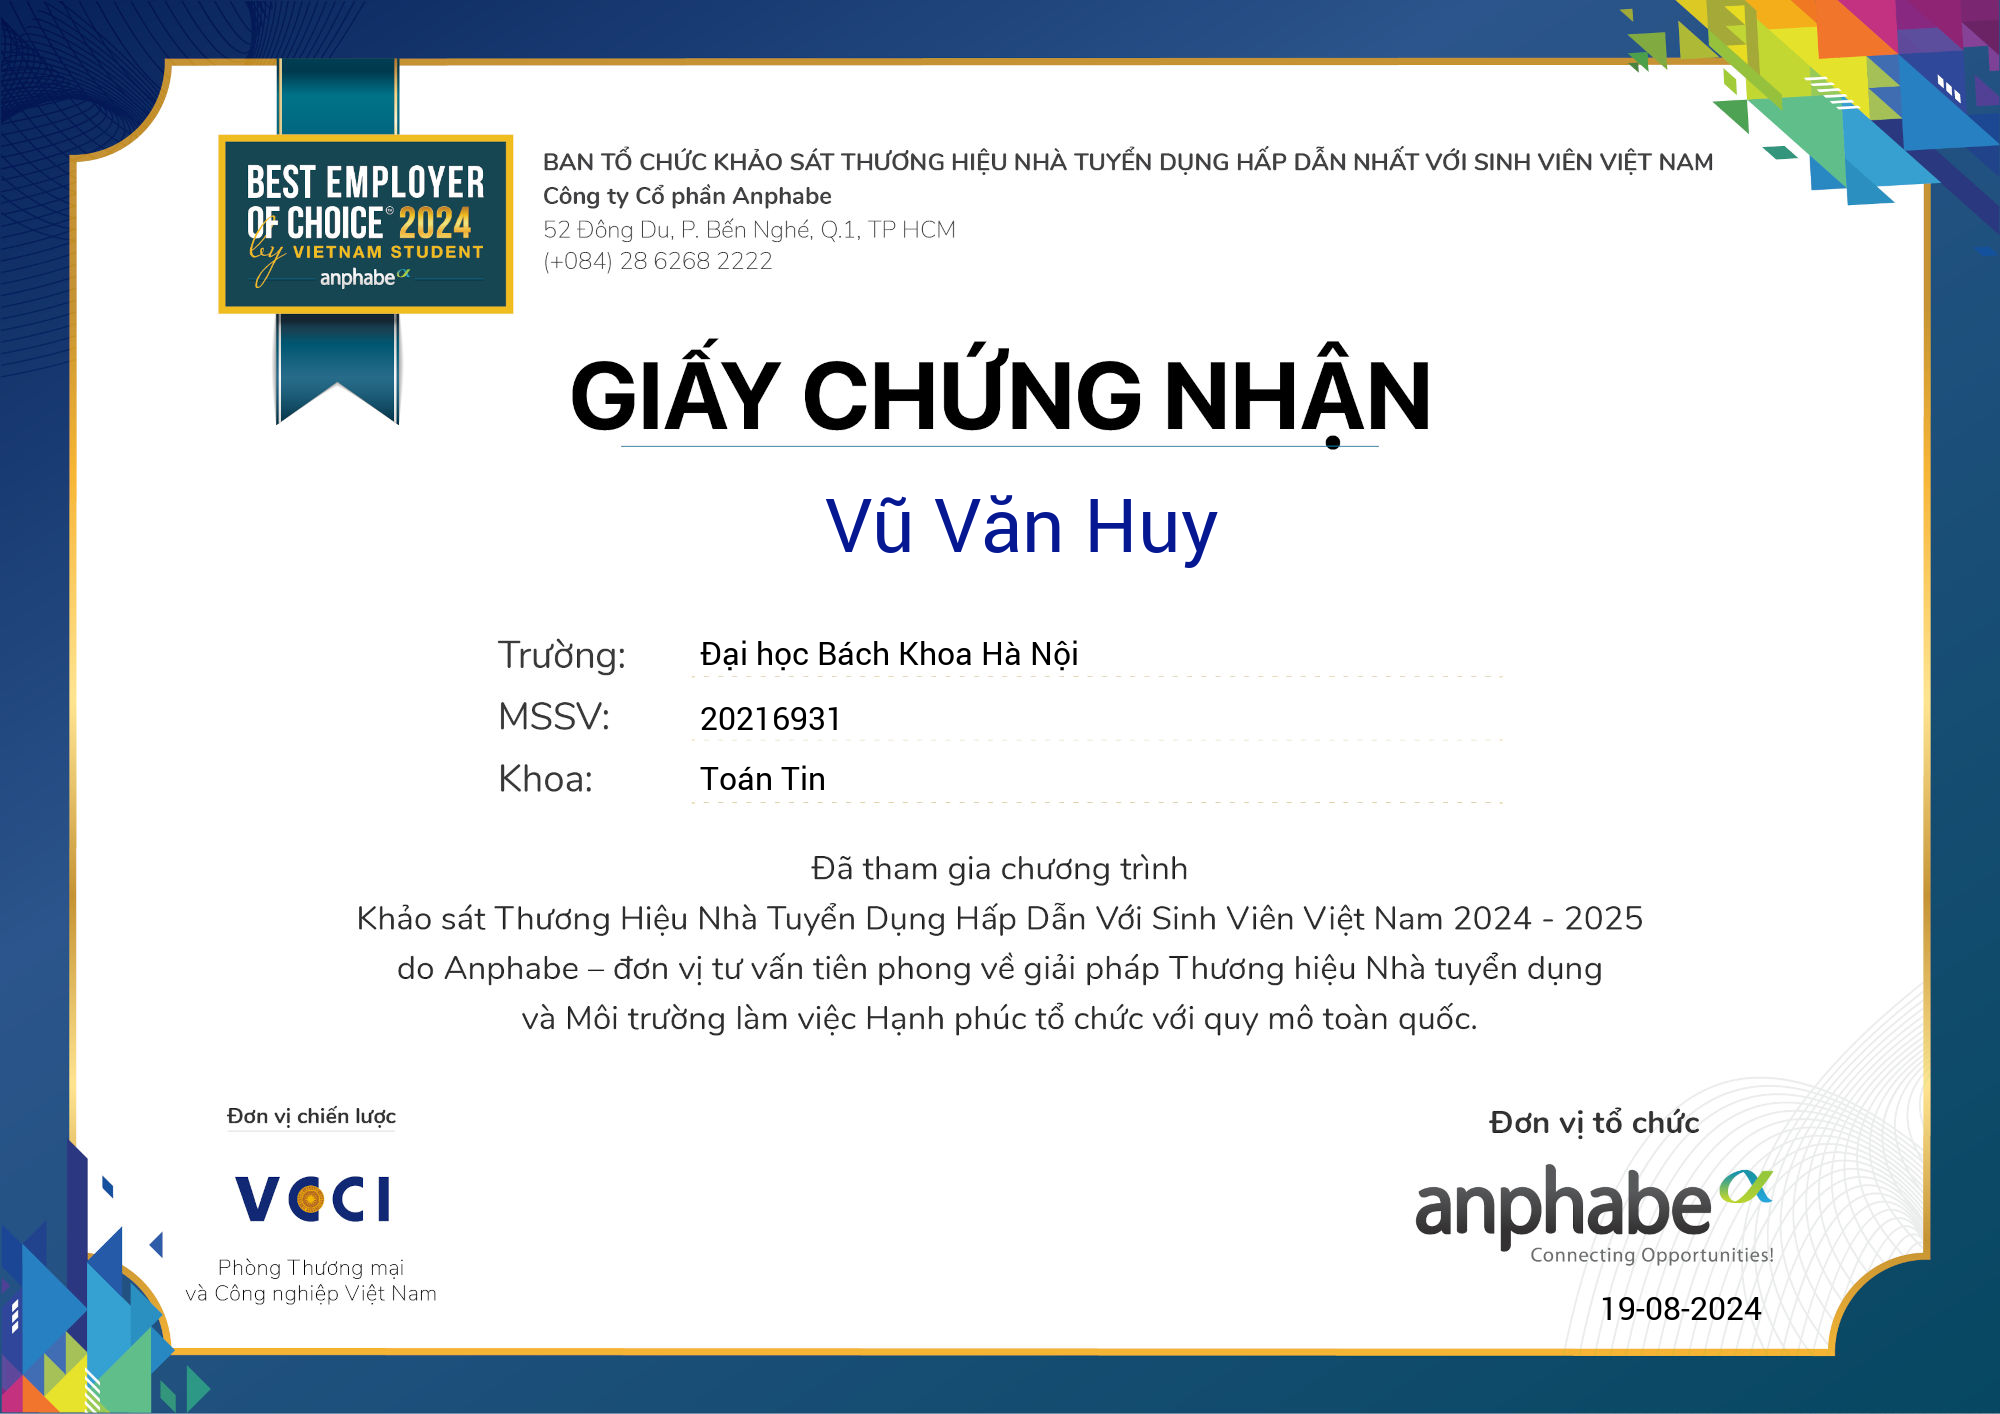 BEST EMPLOYER
OF CHOICE® 2024
by VIETNAM STUDENT
anphabe
BAN TỔ CHỨC KHẢO SÁT THƯƠNG HIỆU NHÀ TUYỂN DỤNG HẤP DẪN NHẤT VỚI SINH VIÊN VIỆT NAM
Công ty Cổ phần Anphabe
52 Đông Du, P. Bến Nghé, Q.1, TP HCM
(+084) 28 6268 2222
GIẤY CHỨNG NHẬN
Vũ Văn Huy
Trường: Đại học Bách Khoa Hà Nội
MSSV: 20216931
Khoa: Toán Tin
Đã tham gia chương trình
Khảo sát Thương Hiệu Nhà Tuyển Dụng Hấp Dẫn Với Sinh Viên Việt Nam 2024 - 2025
do Anphabe – đơn vị tư vấn tiên phong về giải pháp Thương hiệu Nhà tuyển dụng
và Môi trường làm việc Hạnh phúc tổ chức với quy mô toàn quốc.
Đơn vị chiến lược
VCCI
Phòng Thương mại
và Công nghiệp Việt Nam
Đơn vị tổ chức
anphabe
Connecting Opportunities!
19-08-2024